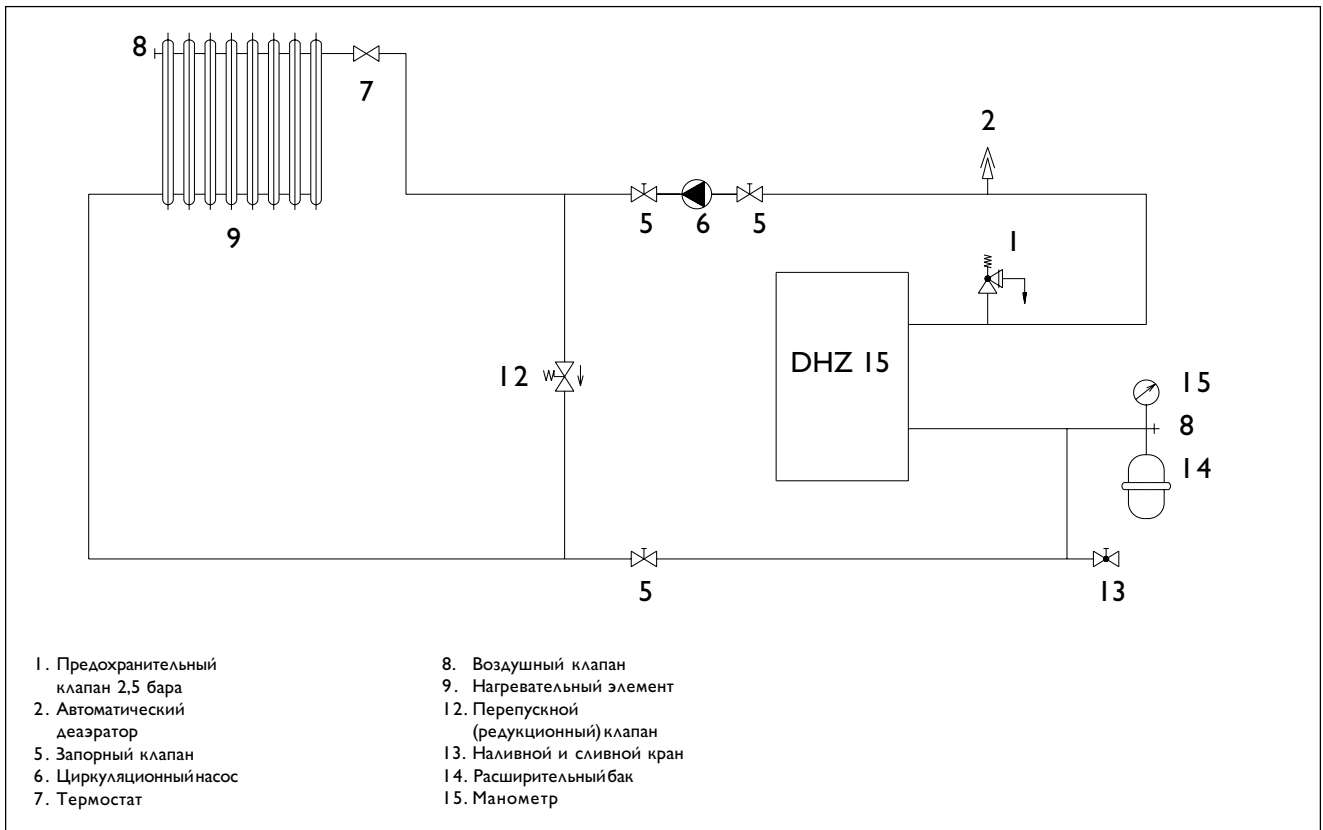 8
7
2
5
6
5
9
1
DHZ 15
12
15
8
14
5
13
1. Предохранительный
клапан 2,5 бара
2. Автоматический
деаэратор
5. Запорный клапан
6. Циркуляционный насос
7. Термостат
8. Воздушный клапан
9. Нагревательный элемент
12. Перепускной
(редукционный) клапан
13. Наливной и сливной кран
14. Расширительный бак
15. Манометр